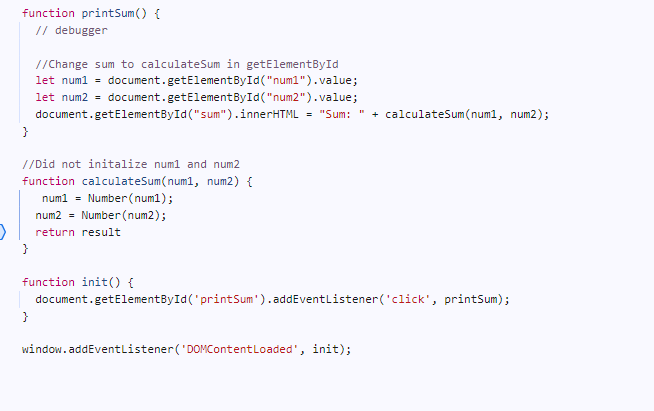 function printSum() {
// debugger
//Change sum to calculateSum in getElementById
let num1 = document.getElementById("num1").value;
let num2 = document.getElementById("num2").value;
document.getElementById("sum").innerHTML = "Sum: " + calculateSum(num1, num2);
}
//Did not initalize num1 and num2
function calculateSum(num1, num2) {
num1 = Number(num1);
num2 = Number(num2);
return result
}
function init() {
document.getElementById('printSum').addEventListener('click', printSum);
}
window.addEventListener('DOMContentLoaded', init);